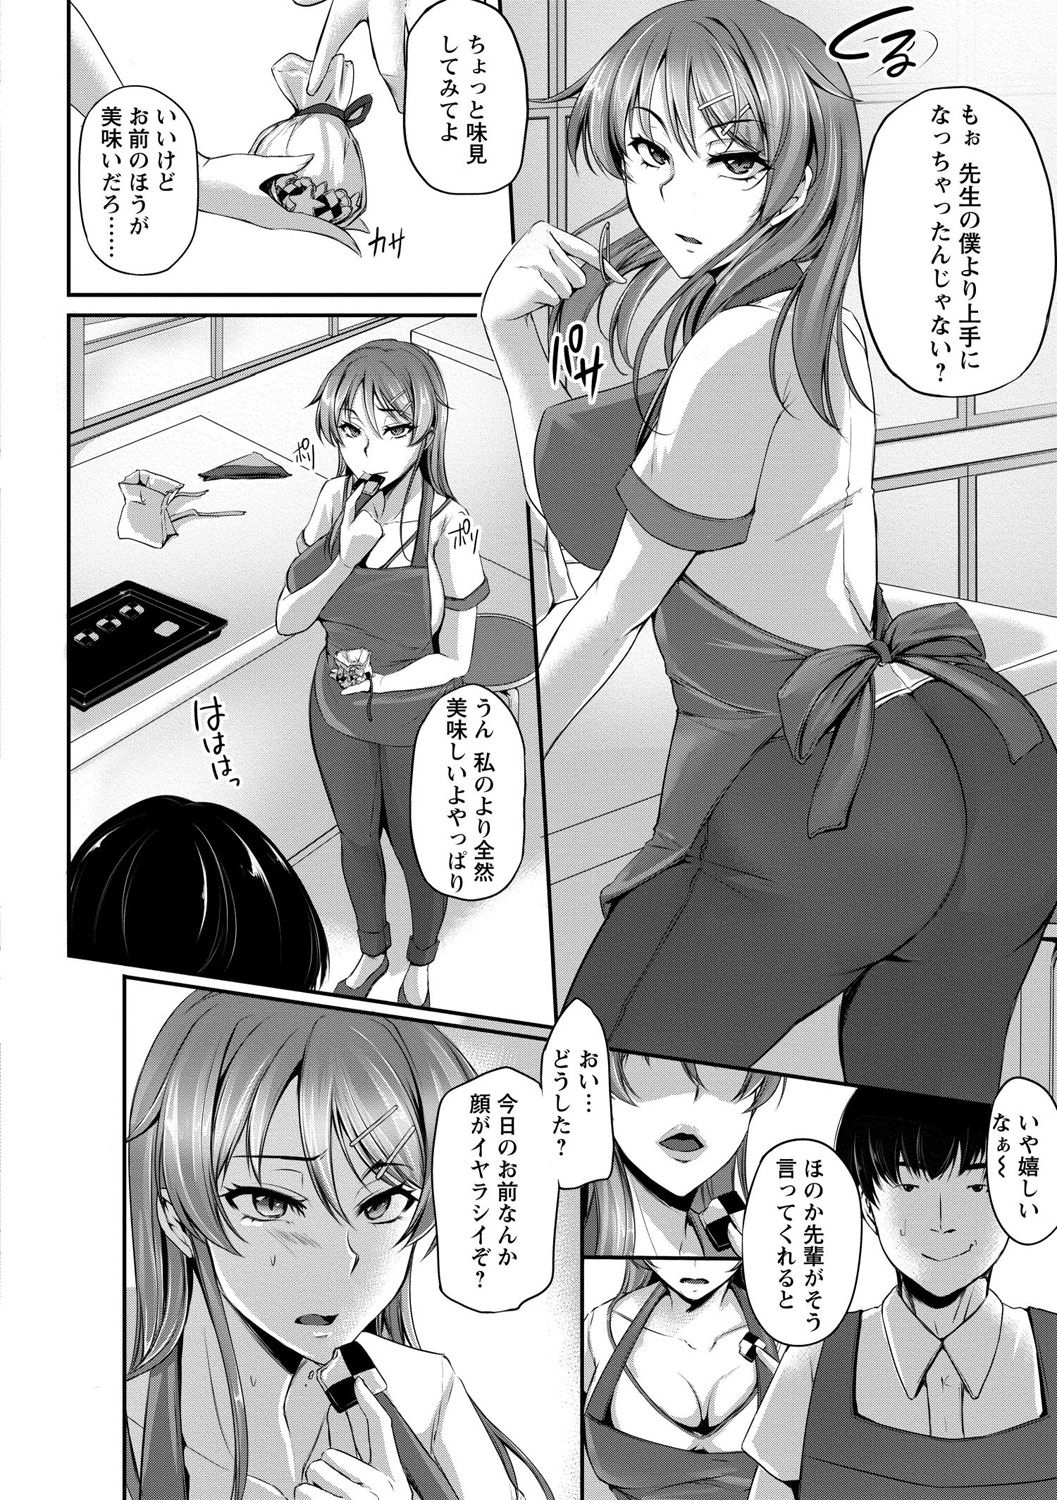 くる
もぉ 先生の僕より上手に
なっちゃったんじゃない？
パサ
ちょっと味見
してみてよ
いいけど
お前のほうが
美味いだろ……
カサ
ポリ
ポリ
うん 私のより全然
美味しいよやっぱり
はははっ
いや嬉しい
なぁ〜
ほのか先輩がそう
言ってくれると
おい…
どうした？
今日のお前なんか
顔がイヤラシイぞ？